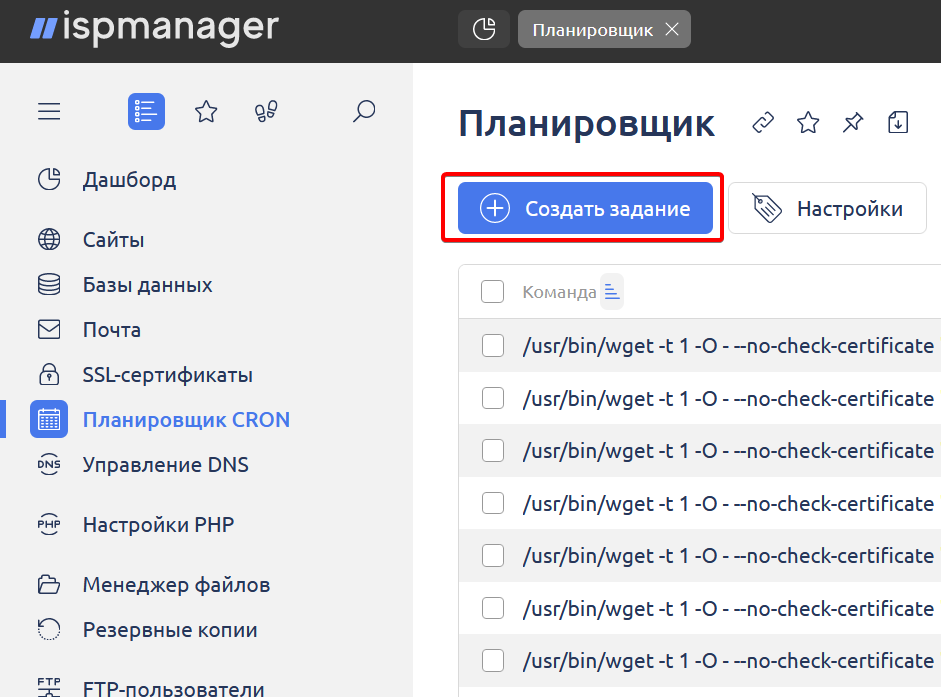 ispmanager
Планировщик
Дашборд
Сайты
Базы данных
Почта
SSL-сертификаты
Планировщик CRON
DNS Управление DNS
PHP Настройки PHP
Менеджер файлов
Резервные копии
FTP FTP-пользователи
Планировщик
Создать задание
Настройки
Команда
/usr/bin/wget -t 1 -O - --no-check-certificate
/usr/bin/wget -t 1 -O - --no-check-certificate
/usr/bin/wget -t 1 -O - --no-check-certificate
/usr/bin/wget -t 1 -O - --no-check-certificate
/usr/bin/wget -t 1 -O - --no-check-certificate
/usr/bin/wget -t 1 -O - --no-check-certificate
/usr/bin/wget -t 1 -O - --no-check-certificate